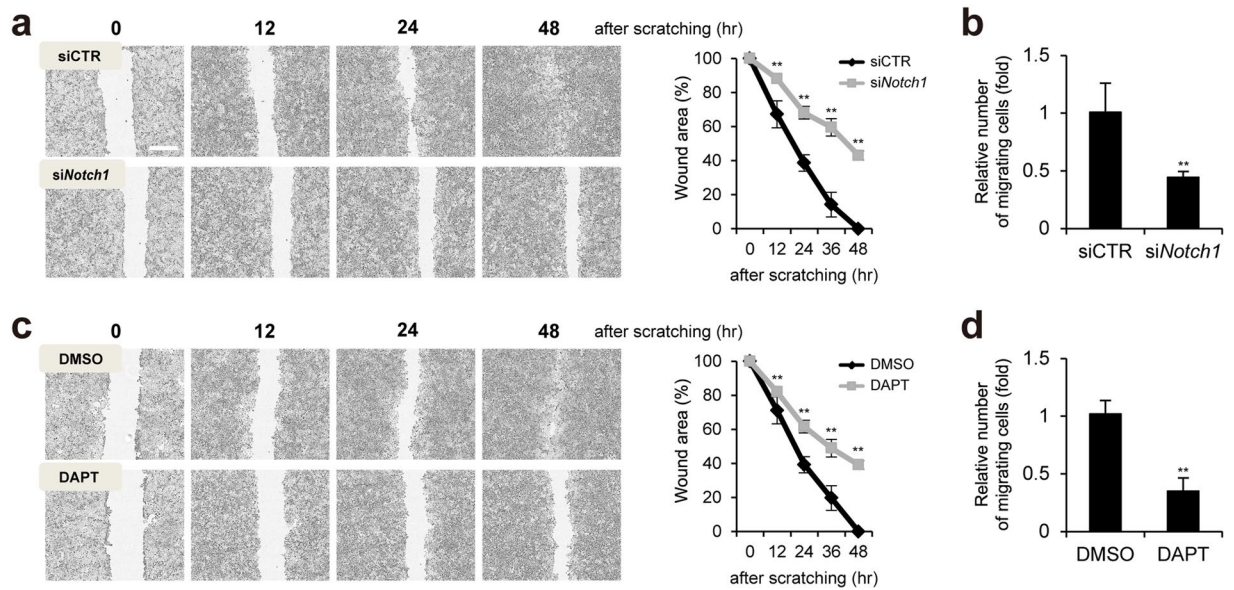 a
0 12 24 48 after scratching (hr)
siCTR
siNotch1
Wound area (%)
100
80
60
40
20
0
siCTR
siNotch1
**
**
**
**
0 12 24 36 48
after scratching (hr)
b
Relative number
of migrating cells (fold)
1.5
1
0.5
0
**
siCTR siNotch1
c
0 12 24 48 after scratching (hr)
DMSO
DAPT
Wound area (%)
100
80
60
40
20
0
DMSO
DAPT
**
**
**
**
0 12 24 36 48
after scratching (hr)
d
Relative number
of migrating cells (fold)
1.5
1
0.5
0
**
DMSO DAPT